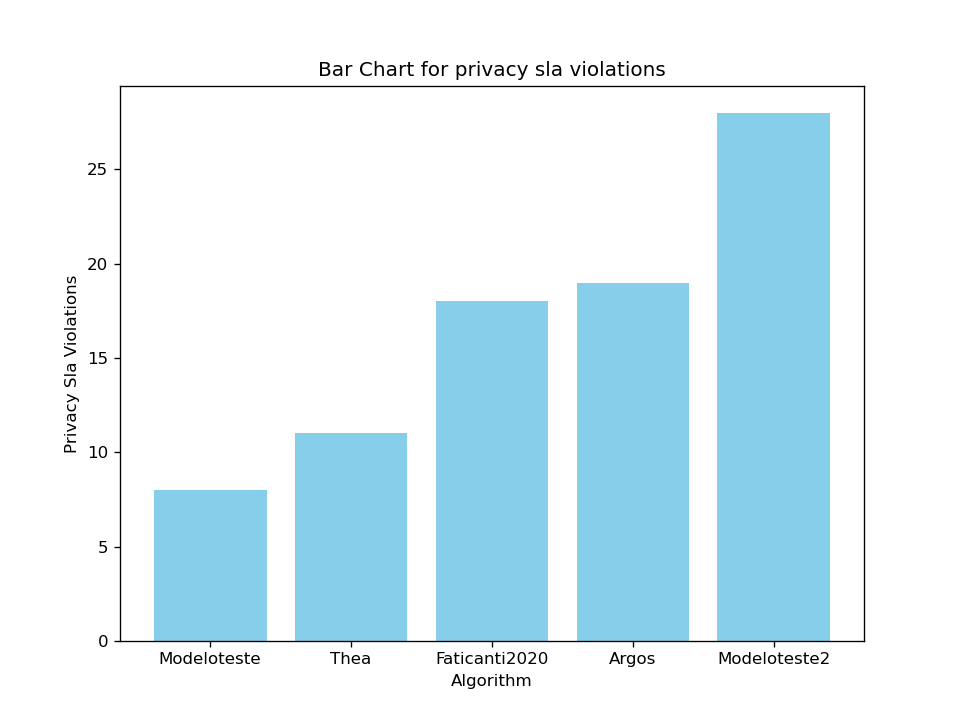 Bar Chart for privacy sla violations
Privacy Sla Violations
25
20
15
10
5
0
Modeloteste Thea Faticanti2020 Argos Modeloteste2
Algorithm